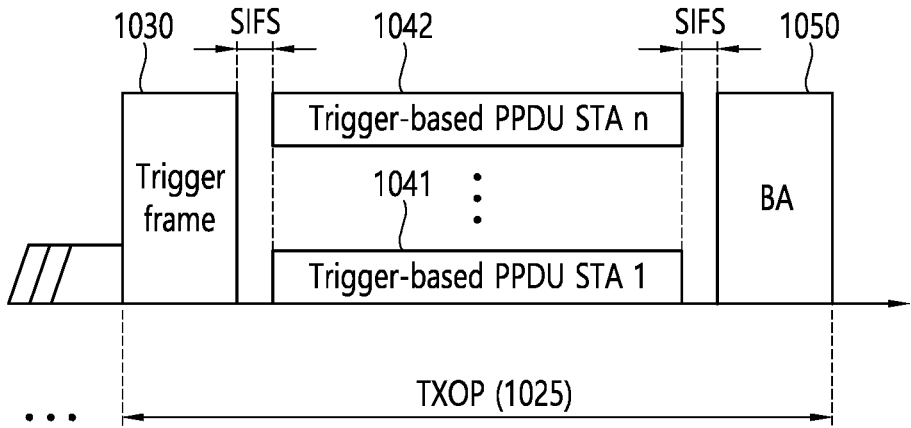 SIFS
SIFS
1030
1042
1050
Trigger-based PPDU STA n
Trigger
frame
1041
BA
Trigger-based PPDU STA 1
TXOP (1025)